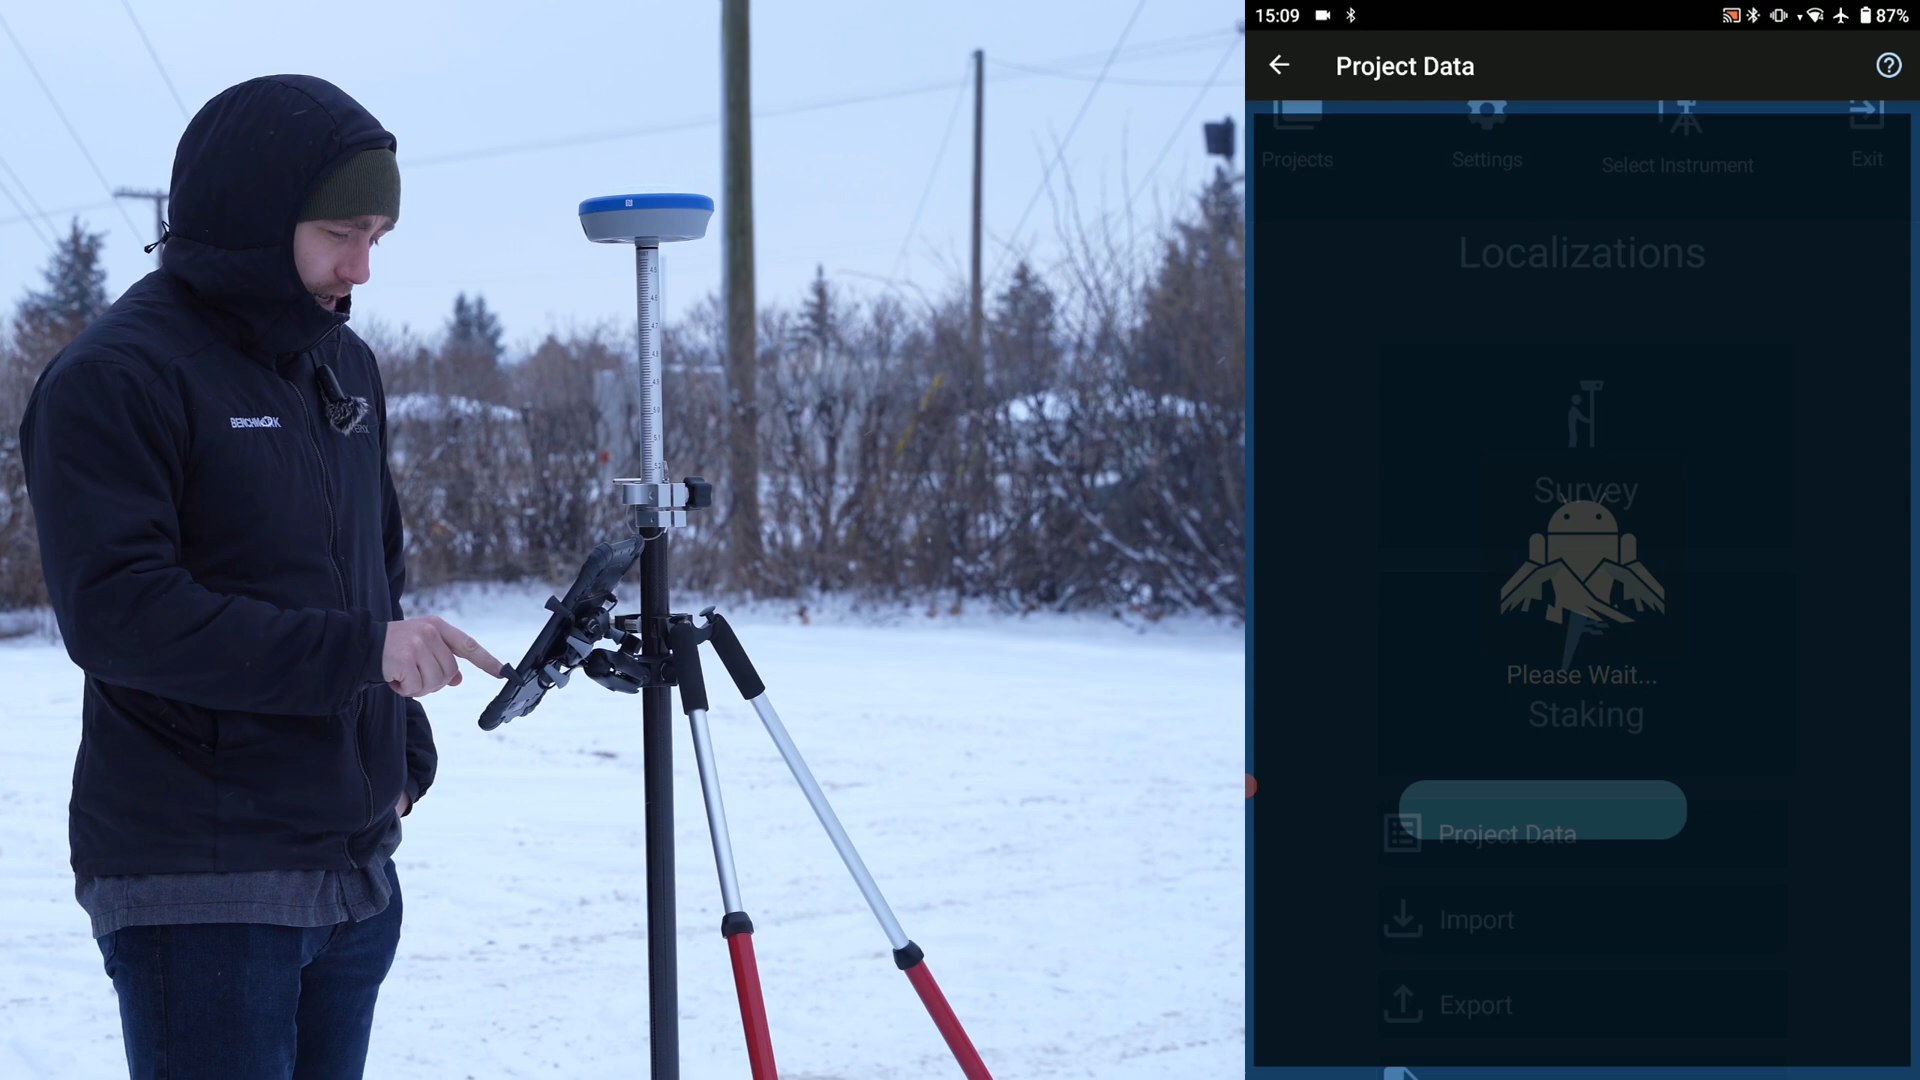 15:09
87%
Project Data
Projects
Settings
Select Instrument
Exit
Localizations
Survey
Please Wait...
Staking
Project Data
Import
Export
BENCHMARK